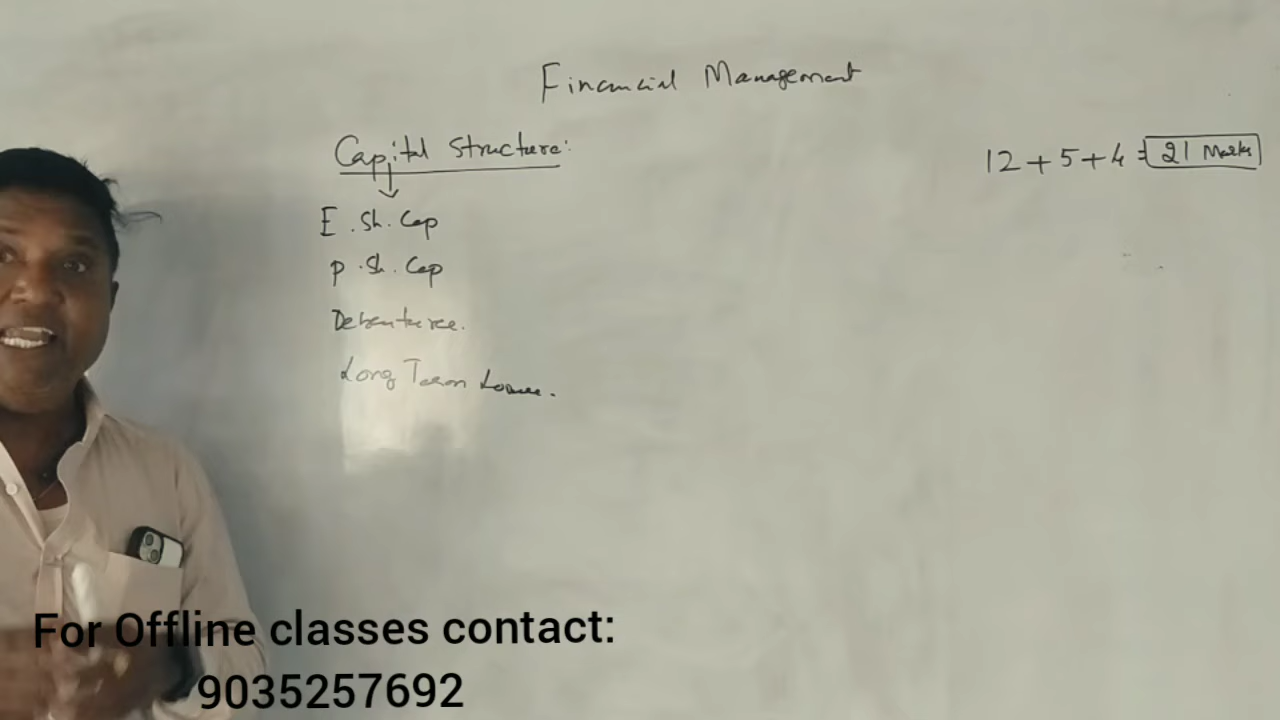 Financial Management
Capital Structure:
12 + 5 + 4 = 21 Marks
E. Sh. Cap
P. Sh. Cap
Debentures.
Long Term Loans.
For Offline classes contact:
9035257692